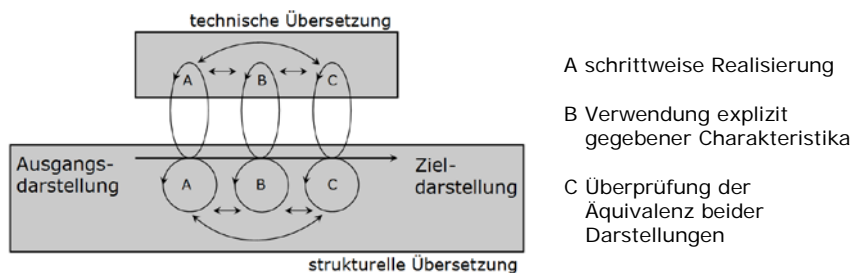 technische Übersetzung
A
B
C
Ausgangs-
darstellung
Ziel-
darstellung
A
B
C
strukturelle Übersetzung
A schrittweise Realisierung
B Verwendung explizit
gegebener Charakteristika
C Überprüfung der
Äquivalenz beider
Darstellungen